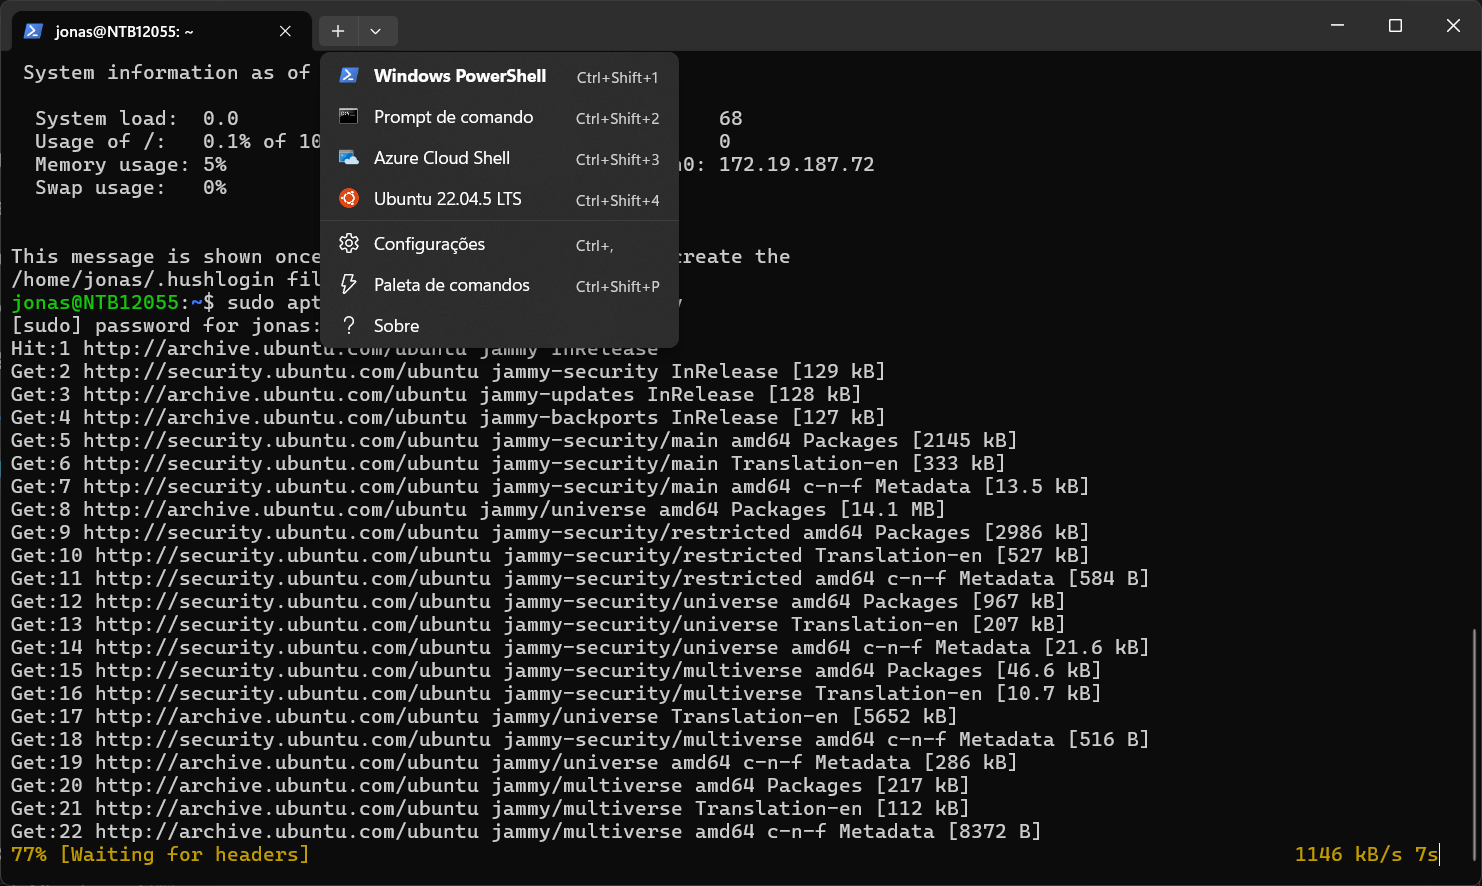 jonas@NTB12055: ~
System information as of
System load: 0.0 68
Usage of /: 0.1% of 10 0
Memory usage: 5% 0: 172.19.187.72
Swap usage: 0%
Windows PowerShell Ctrl+Shift+1
Prompt de comando Ctrl+Shift+2
Azure Cloud Shell Ctrl+Shift+3
Ubuntu 22.04.5 LTS Ctrl+Shift+4
Configurações Ctrl+,
Paleta de comandos Ctrl+Shift+P
Sobre
This message is shown once reate the
/home/jonas/.hushlogin fil
jonas@NTB12055:~$ sudo apt
[sudo] password for jonas:
Hit:1 http://archive.ubuntu.com/ubuntu jammy InRelease
Get:2 http://security.ubuntu.com/ubuntu jammy-security InRelease [129 kB]
Get:3 http://archive.ubuntu.com/ubuntu jammy-updates InRelease [128 kB]
Get:4 http://archive.ubuntu.com/ubuntu jammy-backports InRelease [127 kB]
Get:5 http://security.ubuntu.com/ubuntu jammy-security/main amd64 Packages [2145 kB]
Get:6 http://security.ubuntu.com/ubuntu jammy-security/main Translation-en [333 kB]
Get:7 http://security.ubuntu.com/ubuntu jammy-security/main amd64 c-n-f Metadata [13.5 kB]
Get:8 http://archive.ubuntu.com/ubuntu jammy/universe amd64 Packages [14.1 MB]
Get:9 http://security.ubuntu.com/ubuntu jammy-security/restricted amd64 Packages [2986 kB]
Get:10 http://security.ubuntu.com/ubuntu jammy-security/restricted Translation-en [527 kB]
Get:11 http://security.ubuntu.com/ubuntu jammy-security/restricted amd64 c-n-f Metadata [584 B]
Get:12 http://security.ubuntu.com/ubuntu jammy-security/universe amd64 Packages [967 kB]
Get:13 http://security.ubuntu.com/ubuntu jammy-security/universe Translation-en [207 kB]
Get:14 http://security.ubuntu.com/ubuntu jammy-security/universe amd64 c-n-f Metadata [21.6 kB]
Get:15 http://security.ubuntu.com/ubuntu jammy-security/multiverse amd64 Packages [46.6 kB]
Get:16 http://security.ubuntu.com/ubuntu jammy-security/multiverse Translation-en [10.7 kB]
Get:17 http://archive.ubuntu.com/ubuntu jammy/universe Translation-en [5652 kB]
Get:18 http://security.ubuntu.com/ubuntu jammy-security/multiverse amd64 c-n-f Metadata [516 B]
Get:19 http://archive.ubuntu.com/ubuntu jammy/universe amd64 c-n-f Metadata [286 kB]
Get:20 http://archive.ubuntu.com/ubuntu jammy/multiverse amd64 Packages [217 kB]
Get:21 http://archive.ubuntu.com/ubuntu jammy/multiverse Translation-en [112 kB]
Get:22 http://archive.ubuntu.com/ubuntu jammy/multiverse amd64 c-n-f Metadata [8372 B]
77% [Waiting for headers] 1146 kB/s 7s